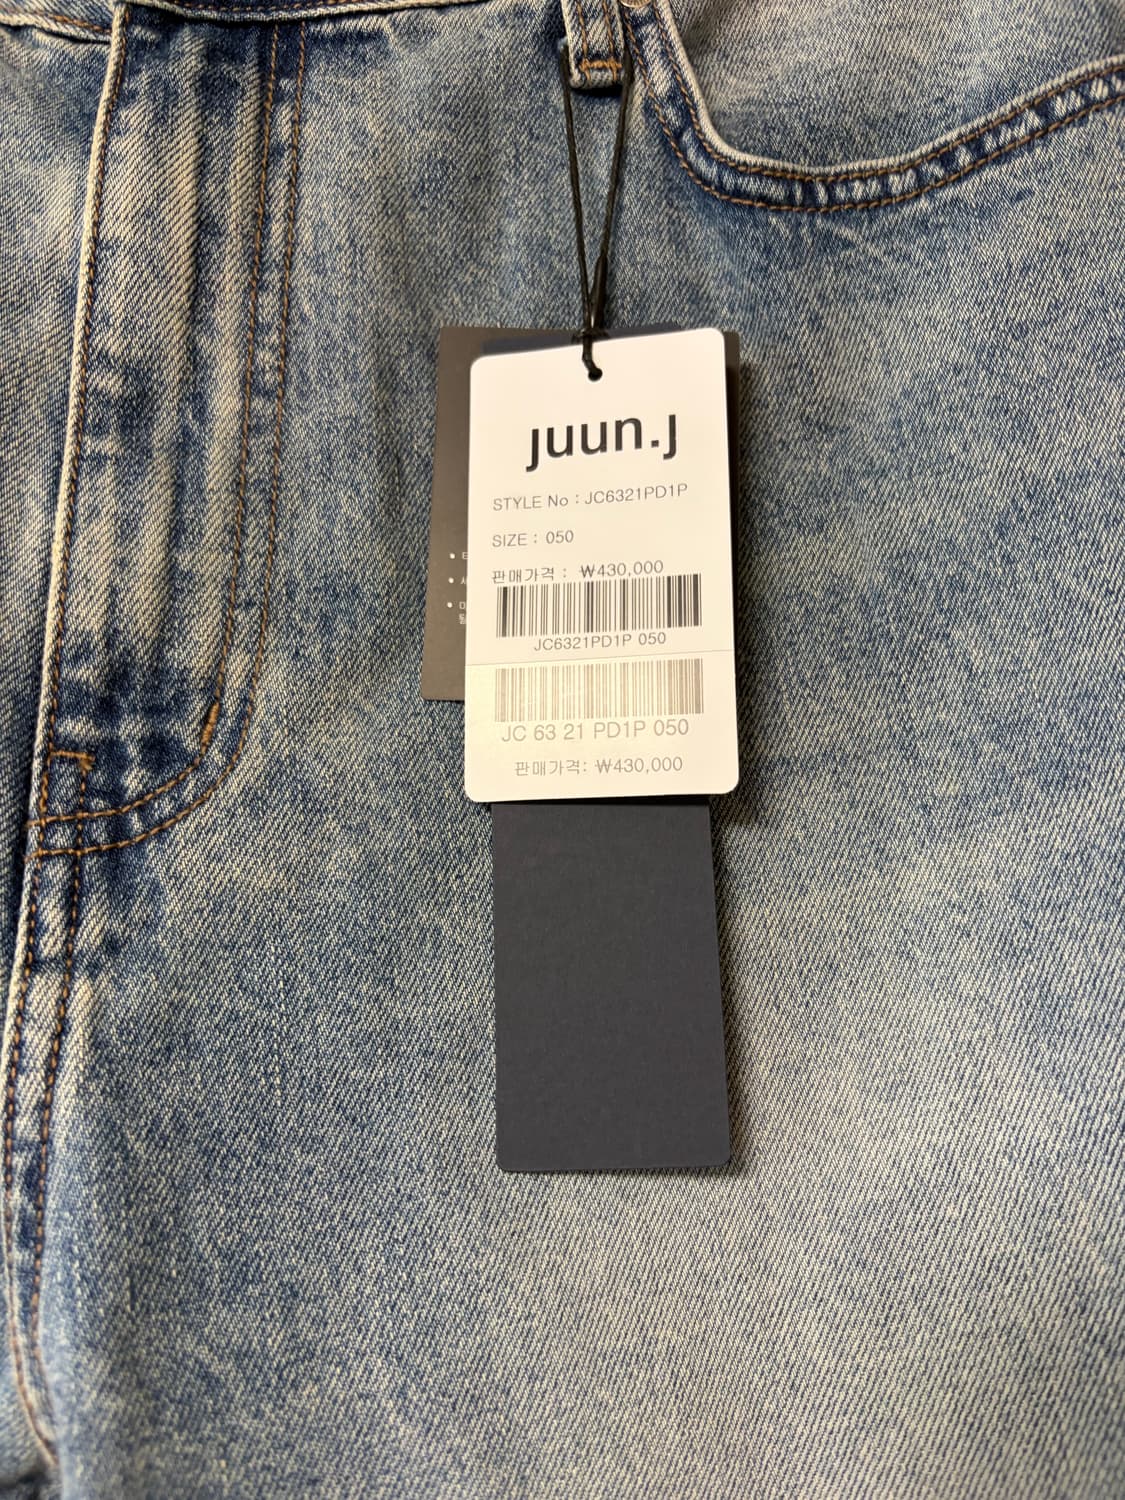 juun.j
STYLE No : JC6321PD1P
SIZE : 050
판매가격 : ₩430,000
JC6321PD1P 050
JC 63 21 PD1P 050
판매가격: ₩430,000